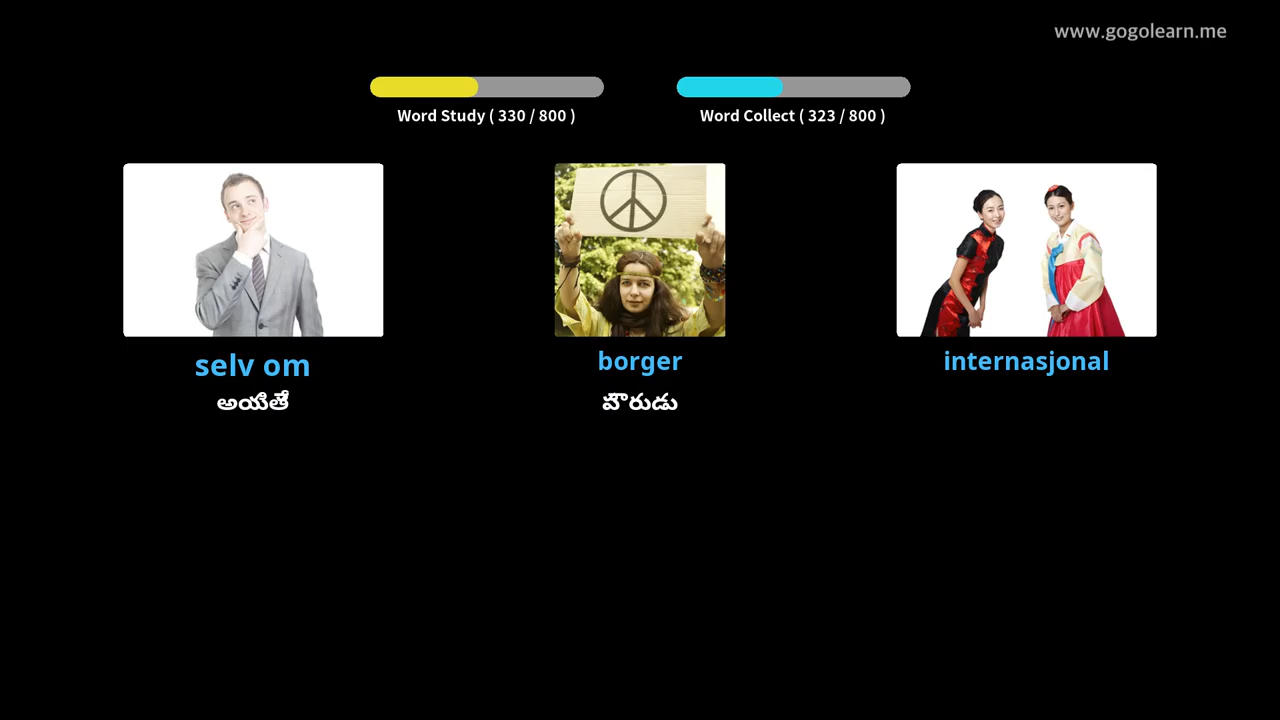 www.gogolearn.me
Word Study ( 330 / 800 )
Word Collect ( 323 / 800 )
selv om
borger
internasjonal
అయితే
పౌరుడు